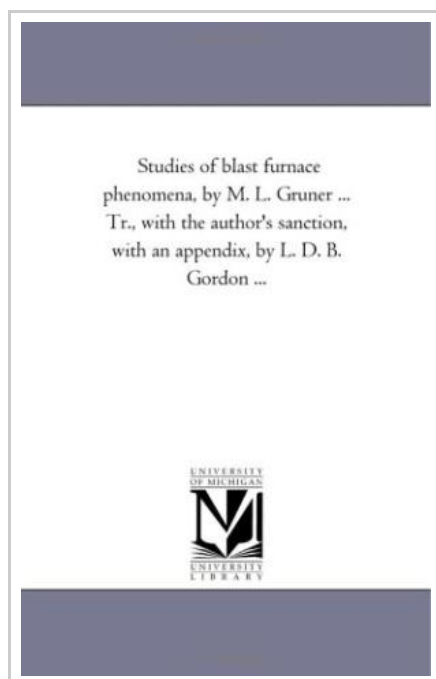 Studies of blast furnace
phenomena, by M. L. Gruner ...
Tr., with the author's sanction,
with an appendix, by L. D. B.
Gordon ...
UNIVERSITY
OF MICHIGAN
UNIVERSITY
LIBRARY